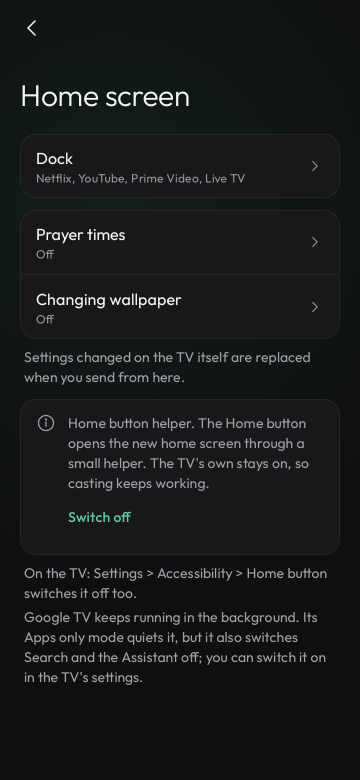 Home screen
Dock
Netflix, YouTube, Prime Video, Live TV
Prayer times
Off
Changing wallpaper
Off
Settings changed on the TV itself are replaced
when you send from here.
Home button helper. The Home button
opens the new home screen through a
small helper. The TV's own stays on, so
casting keeps working.
Switch off
On the TV: Settings > Accessibility > Home button
switches it off too.
Google TV keeps running in the background. Its
Apps only mode quiets it, but it also switches
Search and the Assistant off; you can switch it on
in the TV's settings.